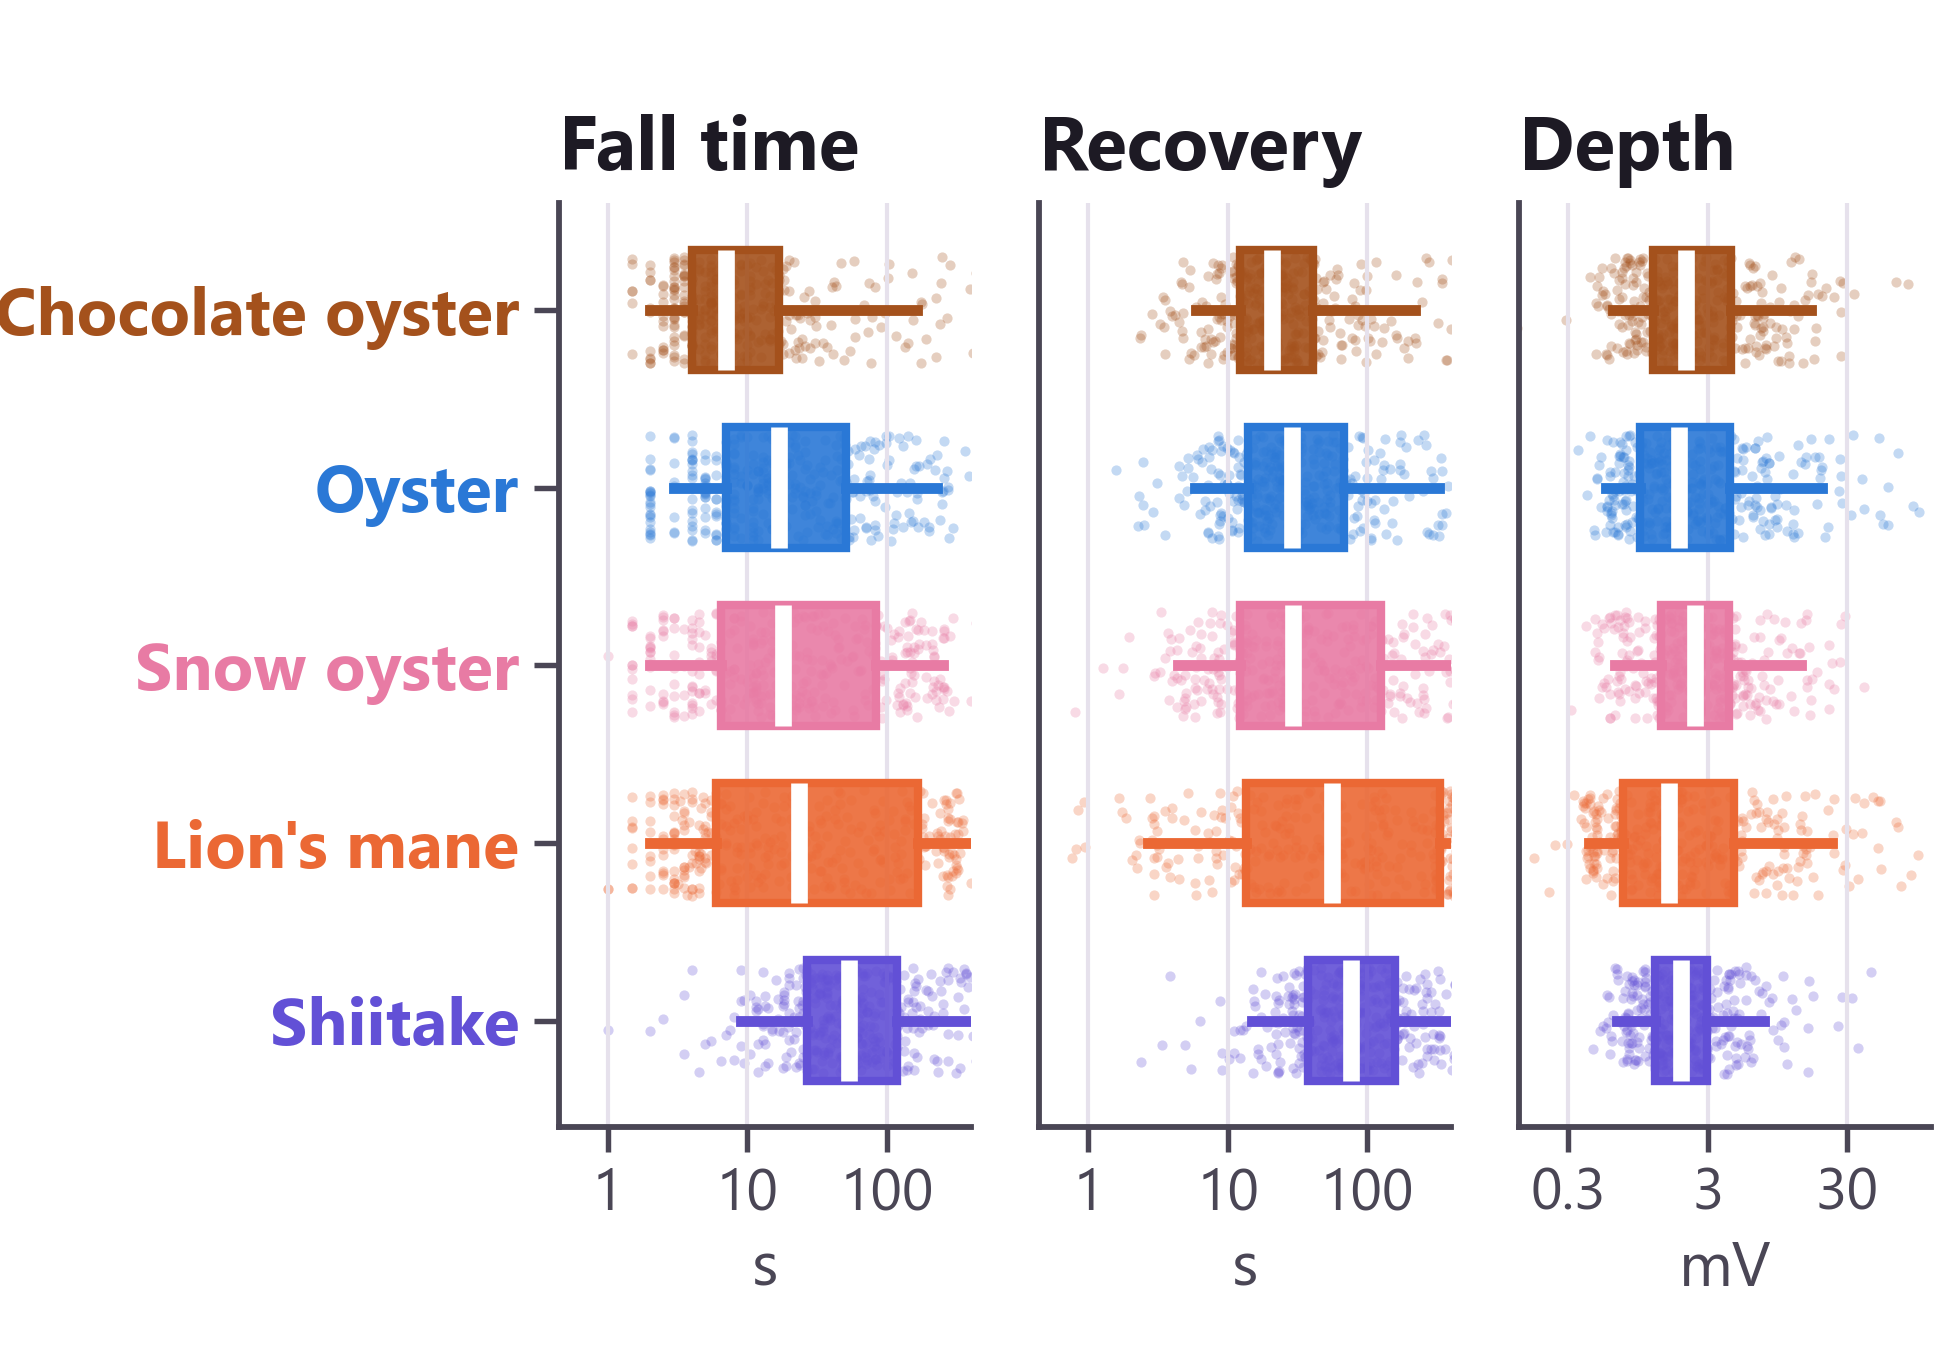 Fall time Recovery Depth
Chocolate oyster
Oyster
Snow oyster
Lion's mane
Shiitake
1 10 100 1 10 100 0.3 3 30
s s mV